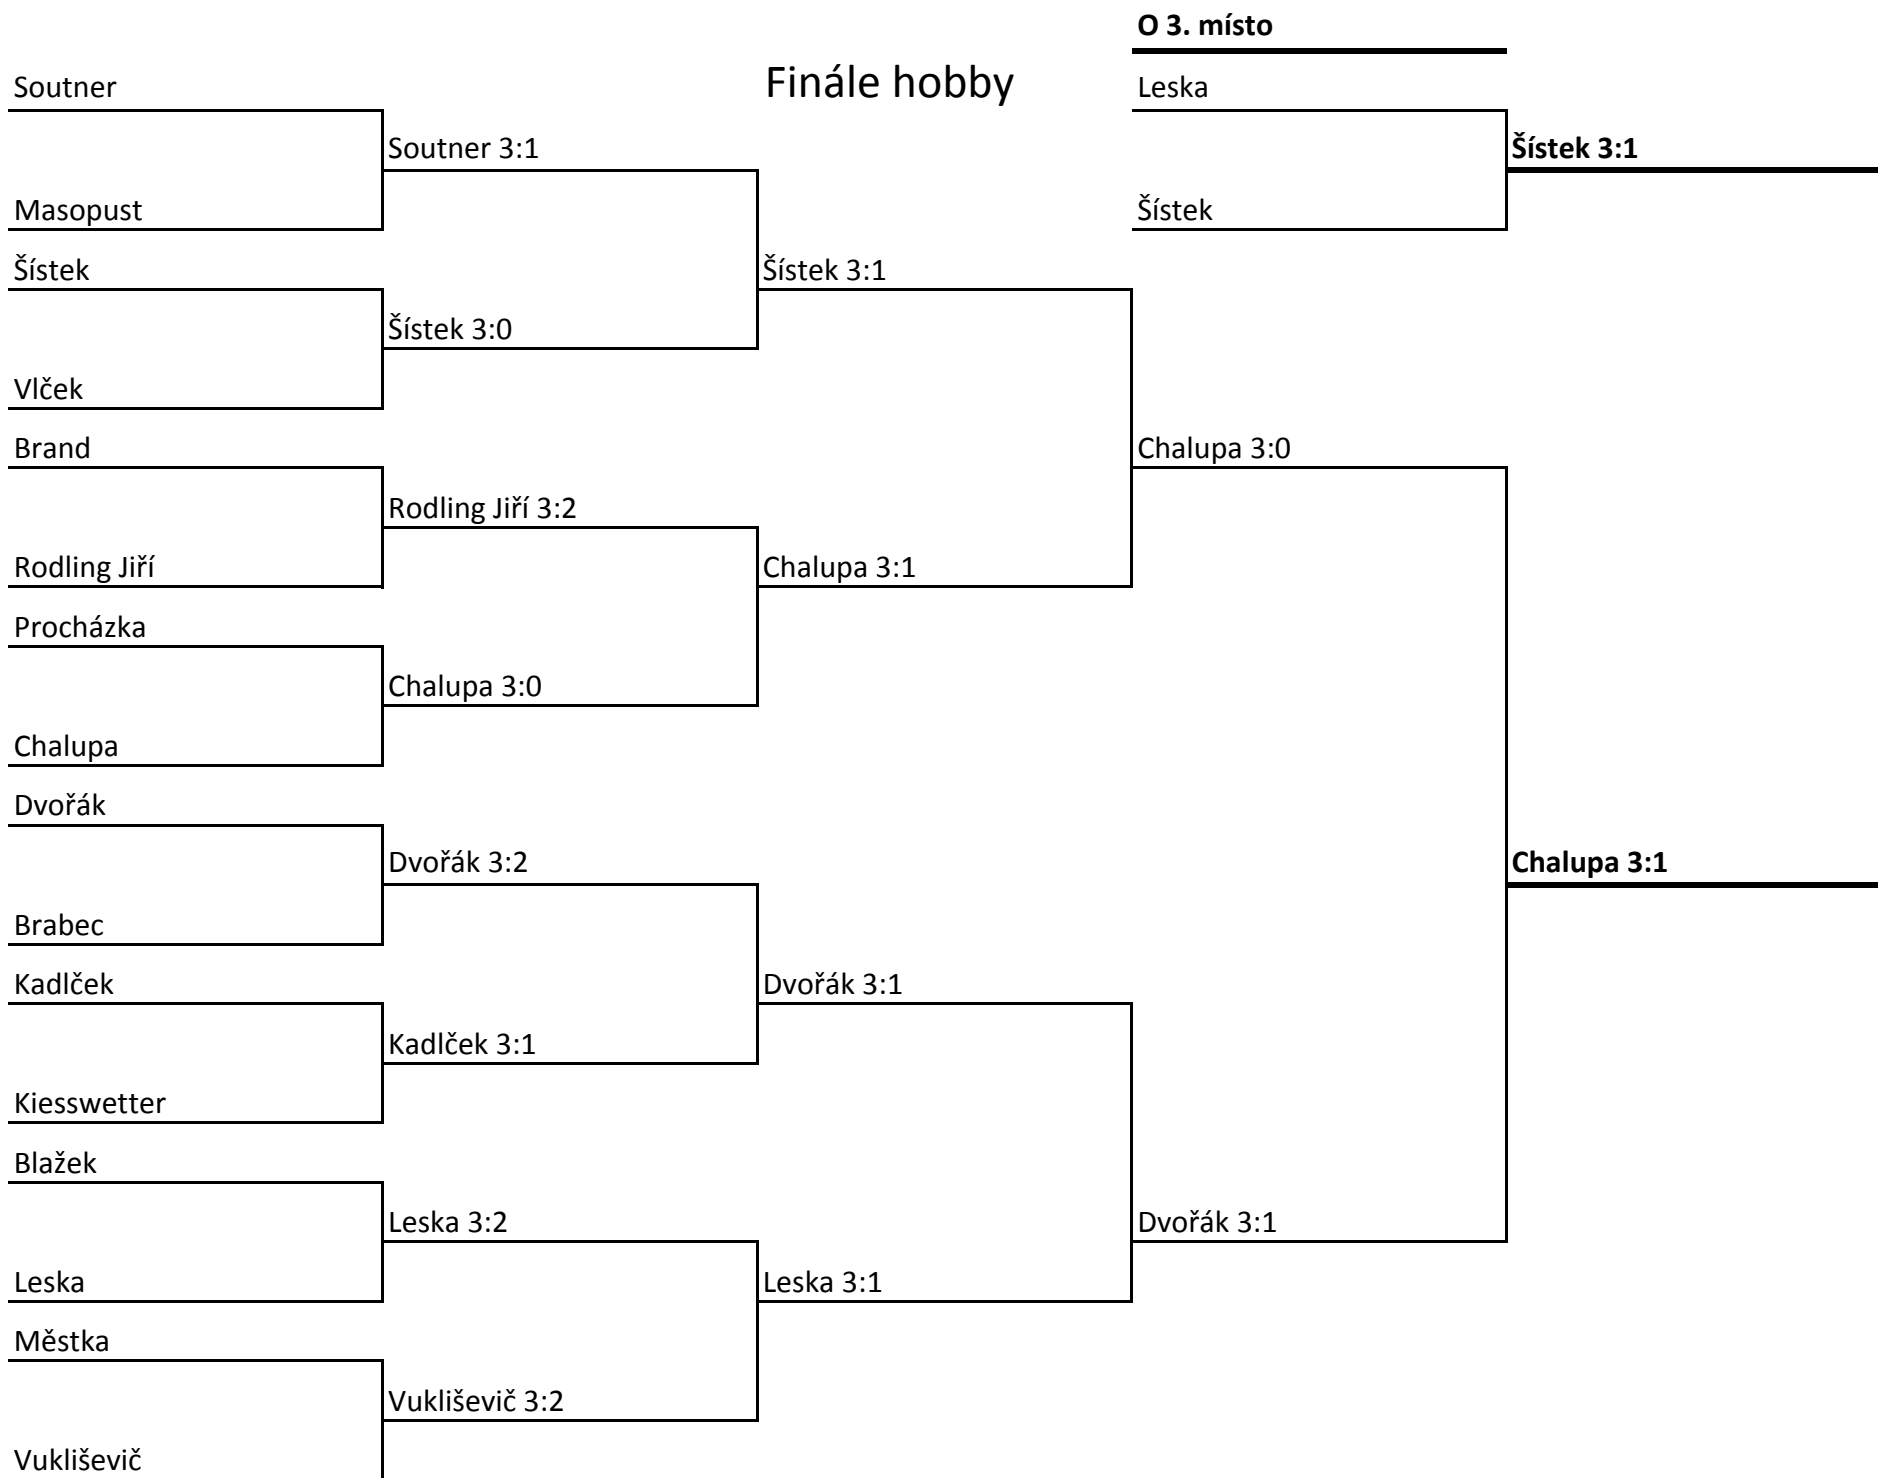 O 3. místo
Finále hobby
Soutner
Leska
Soutner 3:1
Šístek 3:1
Masopust
Šístek
Šístek
Šístek 3:1
Šístek 3:0
Vlček
Brand
Chalupa 3:0
Rodling Jiří 3:2
Rodling Jiří
Chalupa 3:1
Procházka
Chalupa 3:0
Chalupa
Dvořák
Dvořák 3:2
Chalupa 3:1
Brabec
Kadlček
Dvořák 3:1
Kadlček 3:1
Kiesswetter
Blažek
Leska 3:2
Dvořák 3:1
Leska
Leska 3:1
Městka
Vukliševič 3:2
Vukliševič